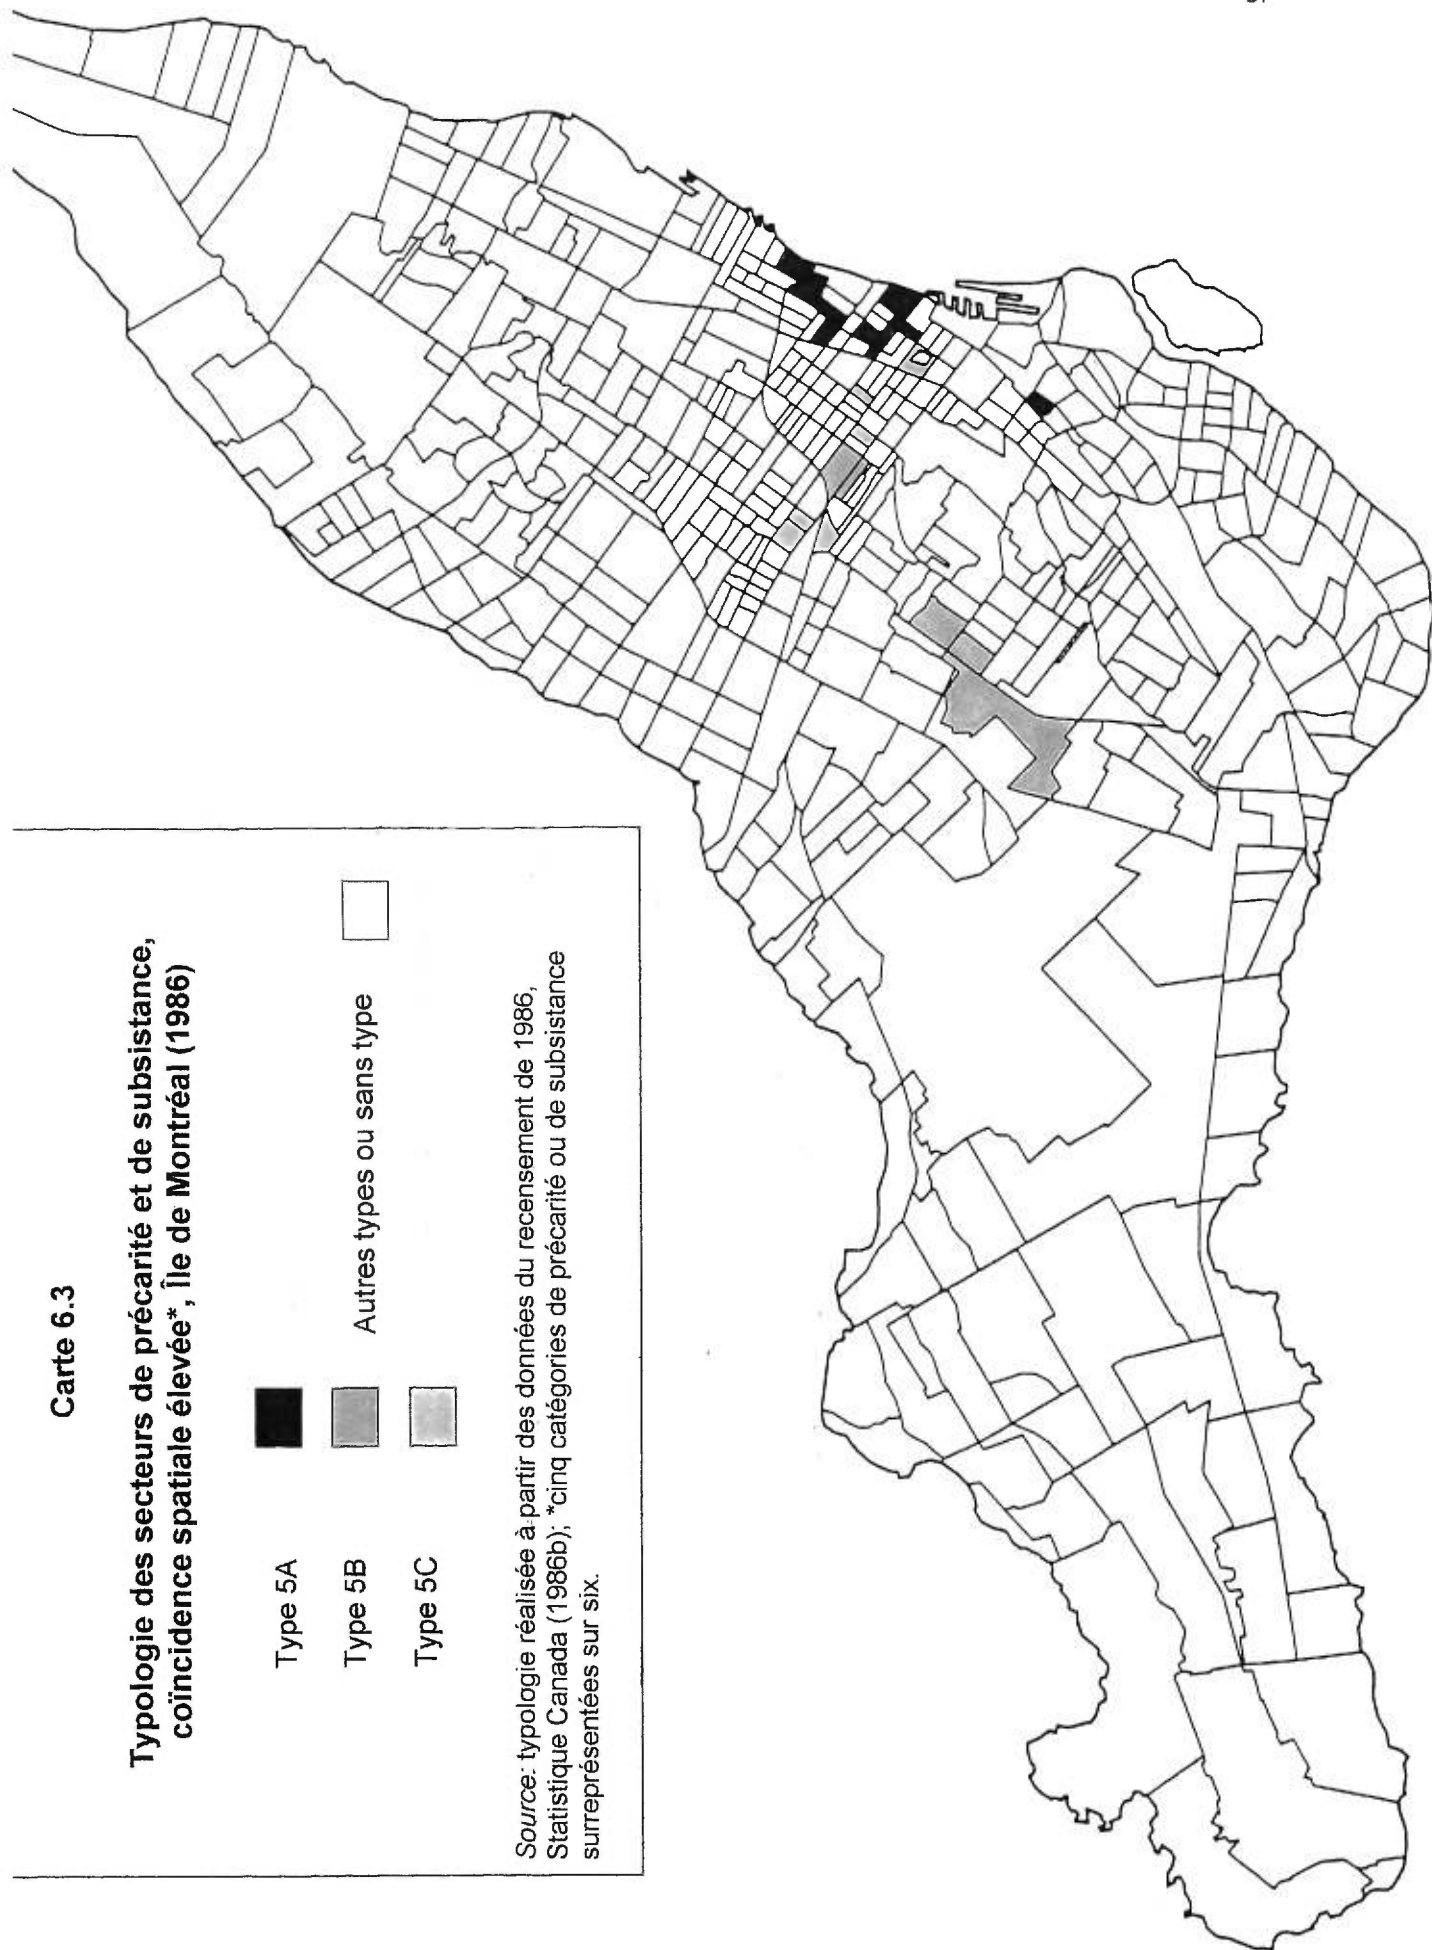 Carte 6.3
Typologie des secteurs de précarité et de subsistance,
coïncidence spatiale élevée*, Île de Montréal (1986)
Type 5A
Type 5B
Autres types ou sans type
Type 5C
Source: typologie réalisée à partir des données du recensement de 1986,
Statistique Canada (1986b); *cinq catégories de précarité ou de subsistance
surreprésentées sur six.